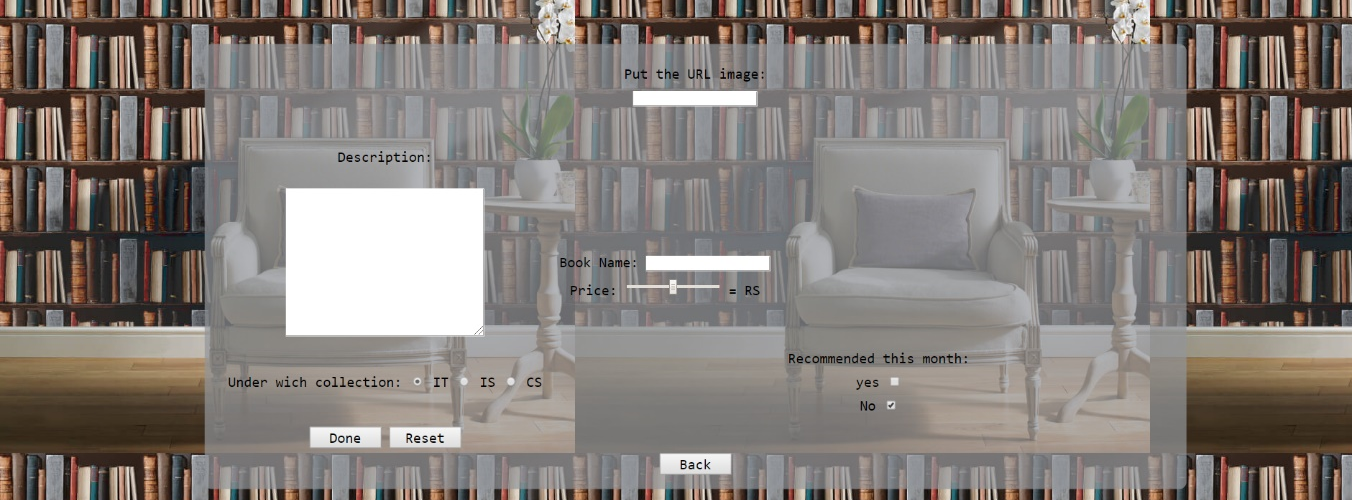 Put the URL image:
Description:
Book Name:
Price: = RS
Recommended this month:
Under wich collection: IT IS CS
yes
No
Done Reset
Back